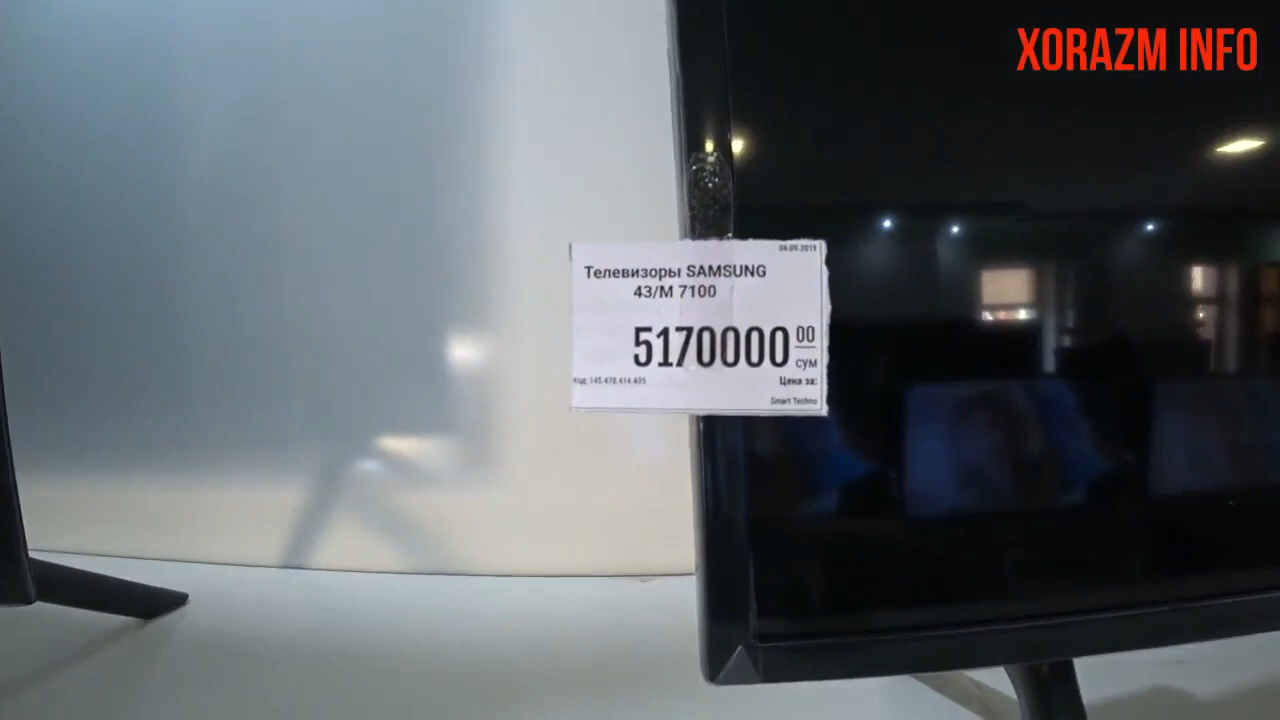 XORAZM INFO
04.09.2019
Телевизоры SAMSUNG
43/M 7100
5170000 00
сум
Код: 145.478.414.435
Цена за:
Smart Techno